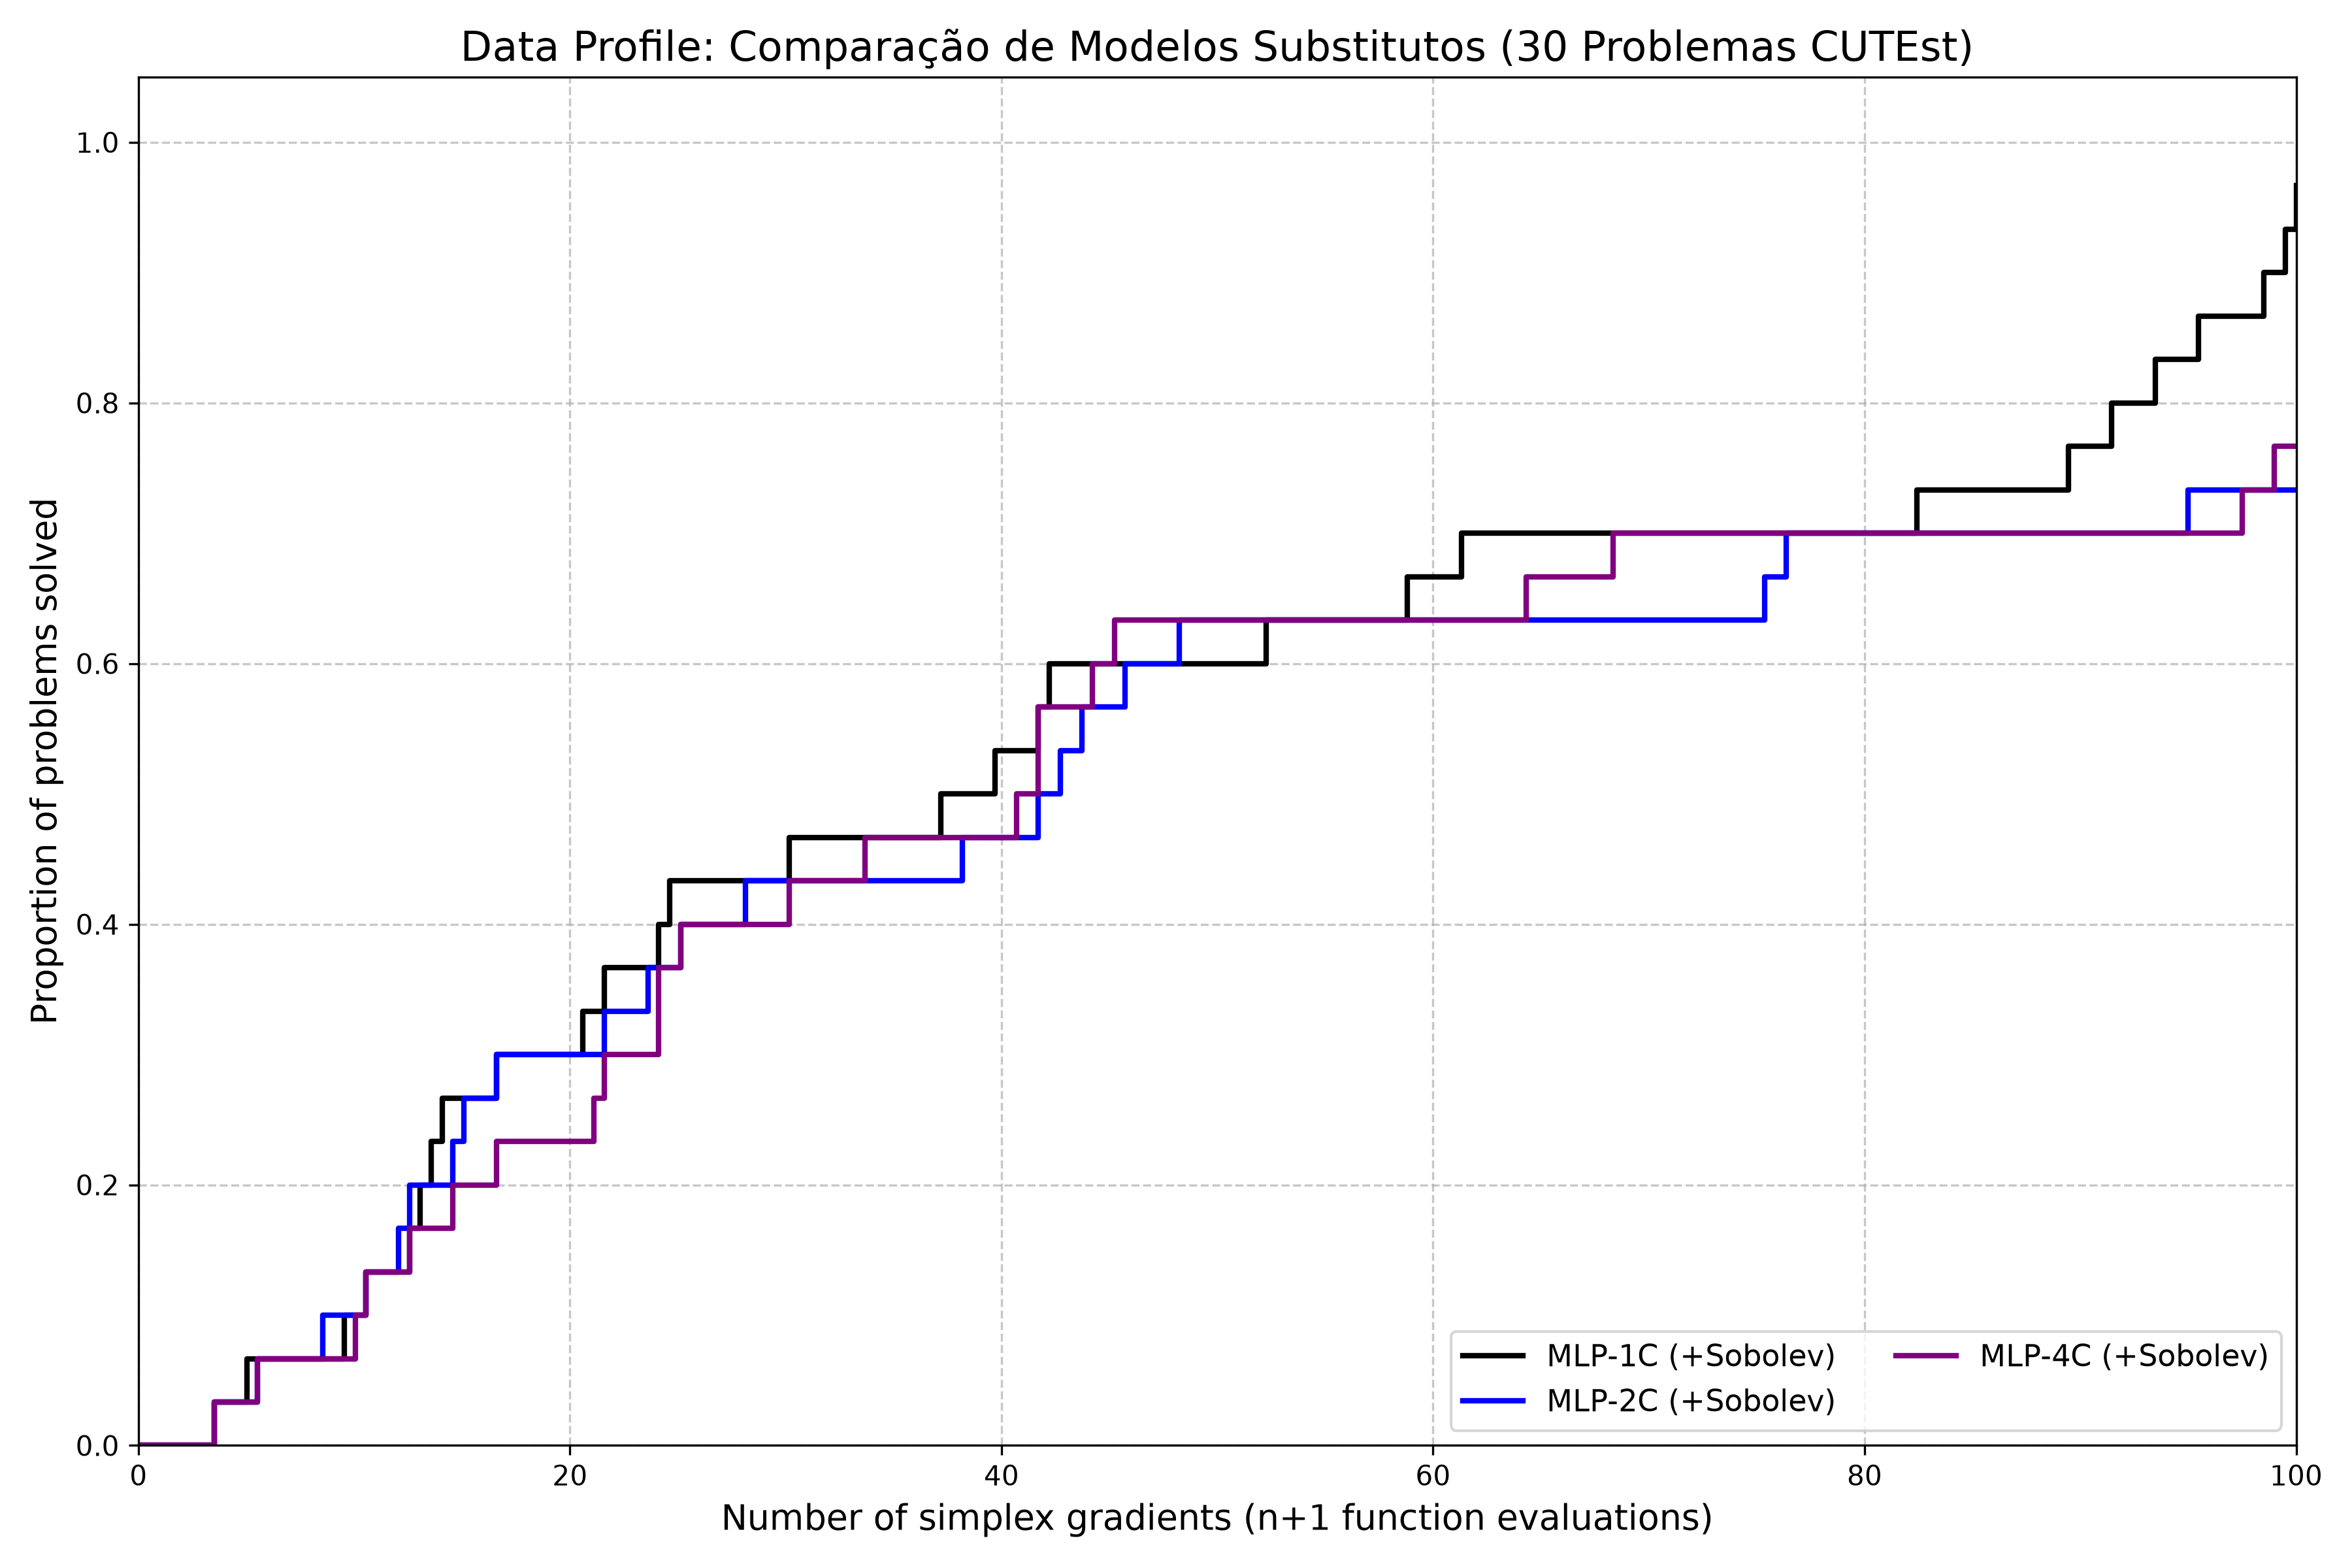 Data Profile: Comparação de Modelos Substitutos (30 Problemas CUTEst)
Proportion of problems solved
1.0
0.8
0.6
0.4
0.2
0.0
0 20 40 60 80 100
Number of simplex gradients (n+1 function evaluations)
MLP-1C (+Sobolev)
MLP-2C (+Sobolev)
MLP-4C (+Sobolev)